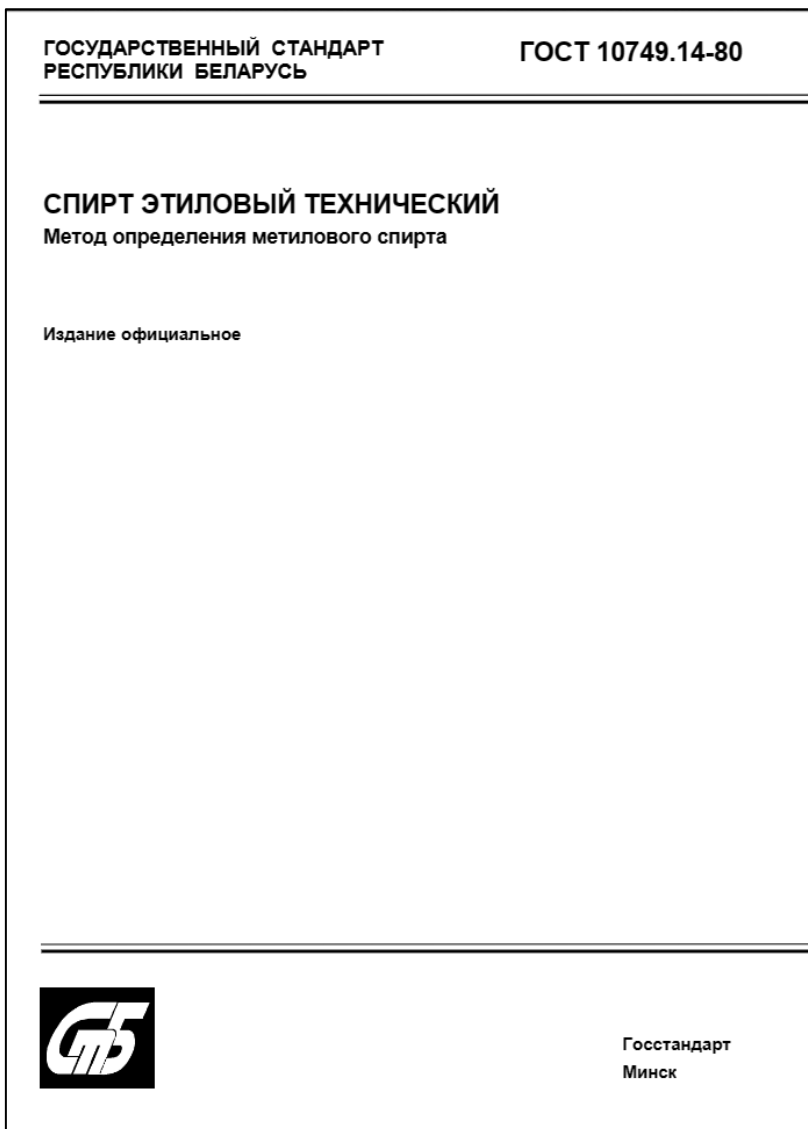 ГОСУДАРСТВЕННЫЙ СТАНДАРТ
РЕСПУБЛИКИ БЕЛАРУСЬ
ГОСТ 10749.14-80
СПИРТ ЭТИЛОВЫЙ ТЕХНИЧЕСКИЙ
Метод определения метилового спирта
Издание официальное
Стб
Госстандарт
Минск